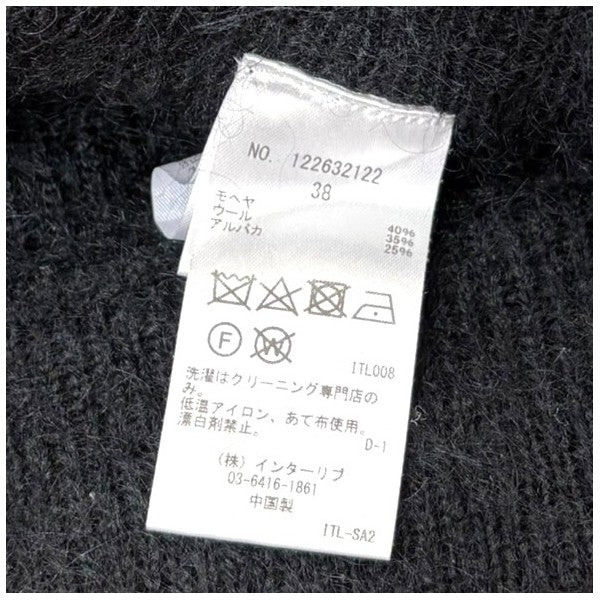 NO. 122632122
38
モヘヤ 40%
ウール 35%
アルパカ 25%
F W
ITL008
洗濯はクリーニング専門店の
み。
低温アイロン、あて布使用。
漂白剤禁止。
D-1
(株) インターリブ
03-6416-1861
中国製
ITL-SA2